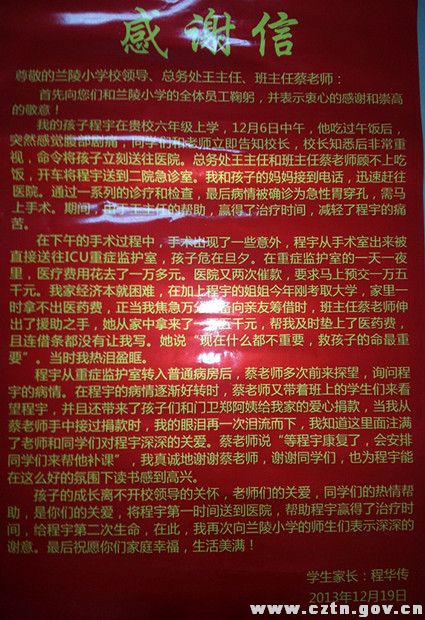 感谢信
尊敬的兰陵小学校领导、总务处王主任、班主任蔡老师：
首先向您们和兰陵小学的全体员工鞠躬，并表示衷心的感谢和崇高
的敬意！
我的孩子程宇在贵校六年级上学，12月6日中午，他吃过午饭后，
突然感觉腹部剧痛，同学们和老师立即告知校长，校长知悉后非常重
视，命令将孩子立刻送往医院。总务处王主任和班主任蔡老师顾不上吃
饭，开车将程宇送到二院急诊室。我和孩子的妈妈接到电话，迅速赶往
医院。通过一系列的诊疗和检查，最后病情被确诊为急性胃穿孔，需马
上手术。期间，由于王主任的帮助，赢得了治疗时间，减轻了程宇的痛
苦。
在下午的手术过程中，手术出现了一些意外，程宇从手术室出来被
直接送往ICU重症监护室，孩子危在旦夕。在重症监护室的一天一夜
里，医疗费用花去了一万多元。医院又两次催款，要求马上预交一万五
千元。我家经济本就困难，在加上程宇的姐姐今年刚考取大学，家里一
时拿不出医药费，正当我焦急万分 向亲友筹借时，班主任蔡老师伸
出了援助之手，她从家中拿来了一万五千元，帮我及时垫上了医药费，
且连借条都没有让我写。她说“现在什么都不重要，救孩子的命最重
要”。当时我热泪盈眶。
程宇从重症监护室转入普通病房后，蔡老师多次前来探望，询问程
宇的病情。在程宇的病情逐渐好转时，蔡老师又带着班上的学生们来看
望程宇，并且还带来了孩子们和门卫郑阿姨给我家的爱心捐款，当我从
蔡老师手中接过捐款时，我的眼泪再一次泪流而下，我知道这里面注满
了老师和同学们对程宇深深的关爱。蔡老师说“等程宇康复了，会安排
同学们来帮他补课”，我真诚地谢谢蔡老师，谢谢同学们，也为程宇能
在这么好的氛围下读书感到高兴。
孩子的成长离不开校领导的关怀，老师们的关爱，同学们的热情帮
助，是你们的关爱，将程宇第一时间送到医院，帮助程宇赢得了治疗时
间，给程宇第二次生命，在此，我再次向兰陵小学的师生们表示深深的
谢意。最后祝愿你们家庭幸福，生活美满！
学生家长：程华传
2013年12月19日
www.cztn.gov.cn